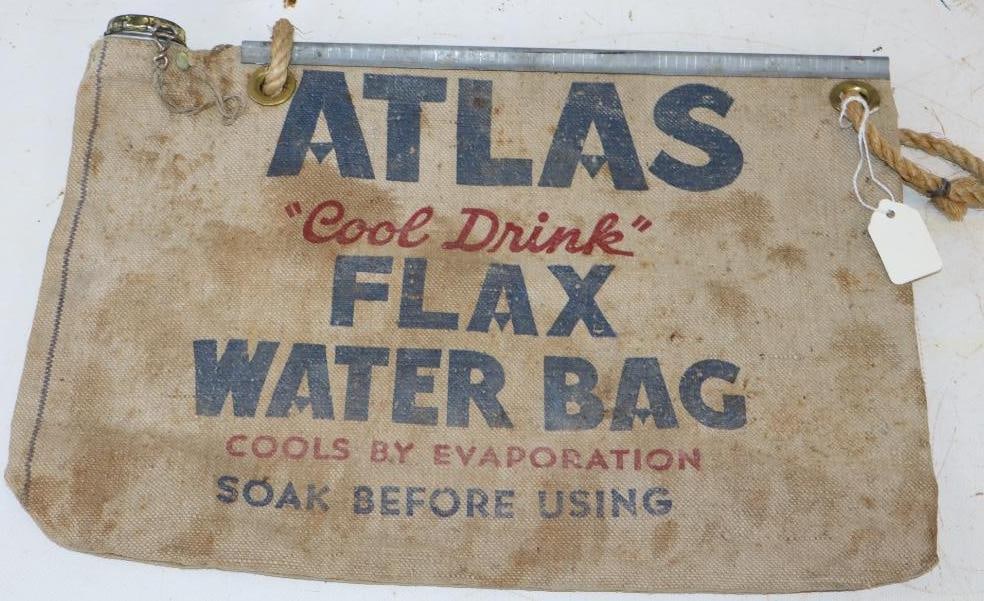 ATLAS
"Cool Drink"
FLAX
WATER BAG
COOLS BY EVAPORATION
SOAK BEFORE USING